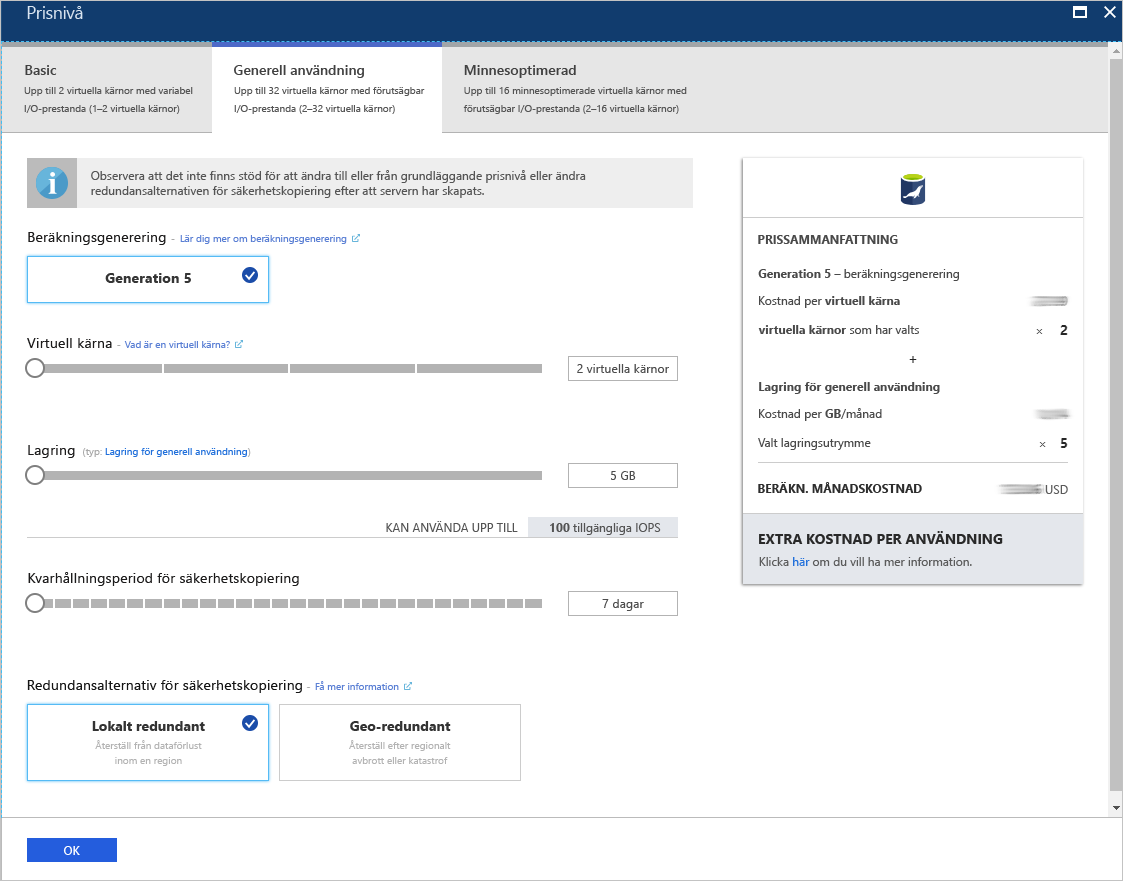 Prisnivå
Basic
Upp till 2 virtuella kärnor med variabel
I/O-prestanda (1–2 virtuella kärnor)
Generell användning
Upp till 32 virtuella kärnor med förutsägbar
I/O-prestanda (2–32 virtuella kärnor)
Minnesoptimerad
Upp till 16 minnesoptimerade virtuella kärnor med
förutsägbar I/O-prestanda (2–16 virtuella kärnor)
Observera att det inte finns stöd för att ändra till eller från grundläggande prisnivå eller ändra
redundansalternativen för säkerhetskopiering efter att servern har skapats.
Beräkningsgenerering - Lär dig mer om beräkningsgenerering
Generation 5
Virtuell kärna - Vad är en virtuell kärna?
2 virtuella kärnor
Lagring (typ: Lagring för generell användning)
5 GB
KAN ANVÄNDA UPP TILL 100 tillgängliga IOPS
Kvarhållningsperiod för säkerhetskopiering
7 dagar
Redundansalternativ för säkerhetskopiering - Få mer information
Lokalt redundant
Återställ från dataförlust
inom en region
Geo-redundant
Återställ efter regionalt
avbrott eller katastrof
PRISSAMMANFATTNING
Generation 5 – beräkningsgenerering
Kostnad per virtuell kärna
virtuella kärnor som har valts × 2
+
Lagring för generell användning
Kostnad per GB/månad
Valt lagringsutrymme × 5
BERÄKN. MÅNADSKOSTNAD USD
EXTRA KOSTNAD PER ANVÄNDNING
Klicka här om du vill ha mer information.
OK